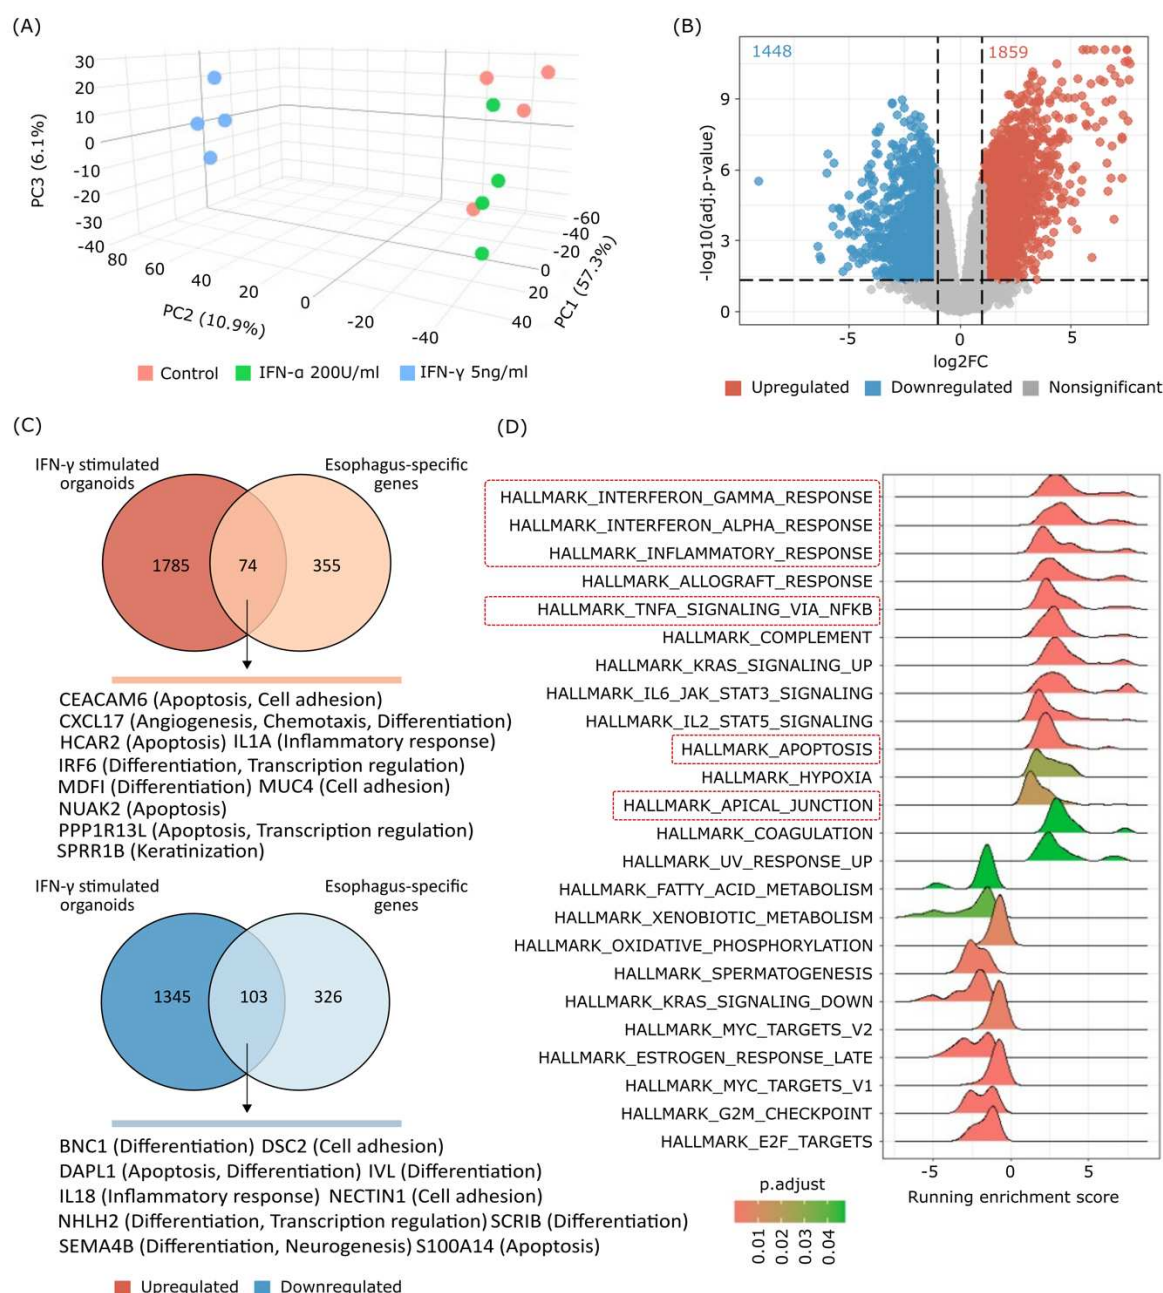 (A)
30
20
10
0
-10
-20
-30
-40
PC3 (6.1%)
80
60
40
20
0
-20
-40
PC2 (10.9%)
-60
-40
-20
0
20
40
PC1 (57.3%)
Control IFN-α 200U/ml IFN-γ 5ng/ml
(B)
1448 1859
9
6
3
0
-log10(adj.p-value)
-5 0 5
log2FC
Upregulated Downregulated Nonsignificant
(C)
IFN-γ stimulated
organoids
Esophagus-specific
genes
1785 74 355
CEACAM6 (Apoptosis, Cell adhesion)
CXCL17 (Angiogenesis, Chemotaxis, Differentiation)
HCAR2 (Apoptosis) IL1A (Inflammatory response)
IRF6 (Differentiation, Transcription regulation)
MDFI (Differentiation) MUC4 (Cell adhesion)
NUAK2 (Apoptosis)
PPP1R13L (Apoptosis, Transcription regulation)
SPRR1B (Keratinization)
IFN-γ stimulated
organoids
Esophagus-specific
genes
1345 103 326
BNC1 (Differentiation) DSC2 (Cell adhesion)
DAPL1 (Apoptosis, Differentiation) IVL (Differentiation)
IL18 (Inflammatory response) NECTIN1 (Cell adhesion)
NHLH2 (Differentiation, Transcription regulation) SCRIB (Differentiation)
SEMA4B (Differentiation, Neurogenesis) S100A14 (Apoptosis)
Upregulated Downregulated
(D)
HALLMARK_INTERFERON_GAMMA_RESPONSE
HALLMARK_INTERFERON_ALPHA_RESPONSE
HALLMARK_INFLAMMATORY_RESPONSE
HALLMARK_ALLOGRAFT_RESPONSE
HALLMARK_TNFA_SIGNALING_VIA_NFKB
HALLMARK_COMPLEMENT
HALLMARK_KRAS_SIGNALING_UP
HALLMARK_IL6_JAK_STAT3_SIGNALING
HALLMARK_IL2_STAT5_SIGNALING
HALLMARK_APOPTOSIS
HALLMARK_HYPOXIA
HALLMARK_APICAL_JUNCTION
HALLMARK_COAGULATION
HALLMARK_UV_RESPONSE_UP
HALLMARK_FATTY_ACID_METABOLISM
HALLMARK_XENOBIOTIC_METABOLISM
HALLMARK_OXIDATIVE_PHOSPHORYLATION
HALLMARK_SPERMATOGENESIS
HALLMARK_KRAS_SIGNALING_DOWN
HALLMARK_MYC_TARGETS_V2
HALLMARK_ESTROGEN_RESPONSE_LATE
HALLMARK_MYC_TARGETS_V1
HALLMARK_G2M_CHECKPOINT
HALLMARK_E2F_TARGETS
-5 0 5
Running enrichment score
p.adjust
0.01 0.02 0.03 0.04